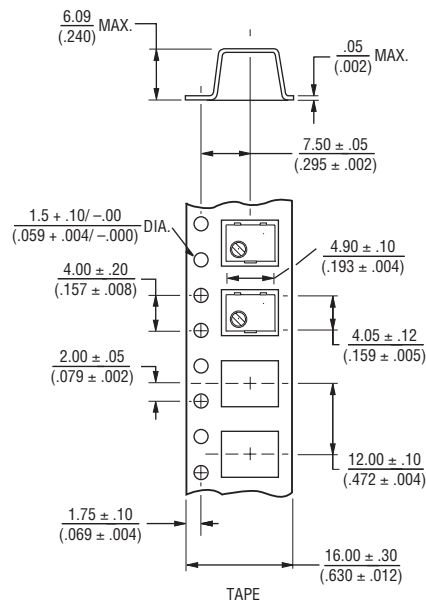 6.09
(.240) MAX.
.05
(.002) MAX.
7.50 ± .05
(.295 ± .002)
1.5 + .10/ –.00
(.059 + .004/ –.000) DIA.
4.90 ± .10
(.193 ± .004)
4.00 ± .20
(.157 ± .008)
4.05 ± .12
(.159 ± .005)
2.00 ± .05
(.079 ± .002)
12.00 ± .10
(.472 ± .004)
1.75 ± .10
(.069 ± .004)
16.00 ± .30
(.630 ± .012)
TAPE